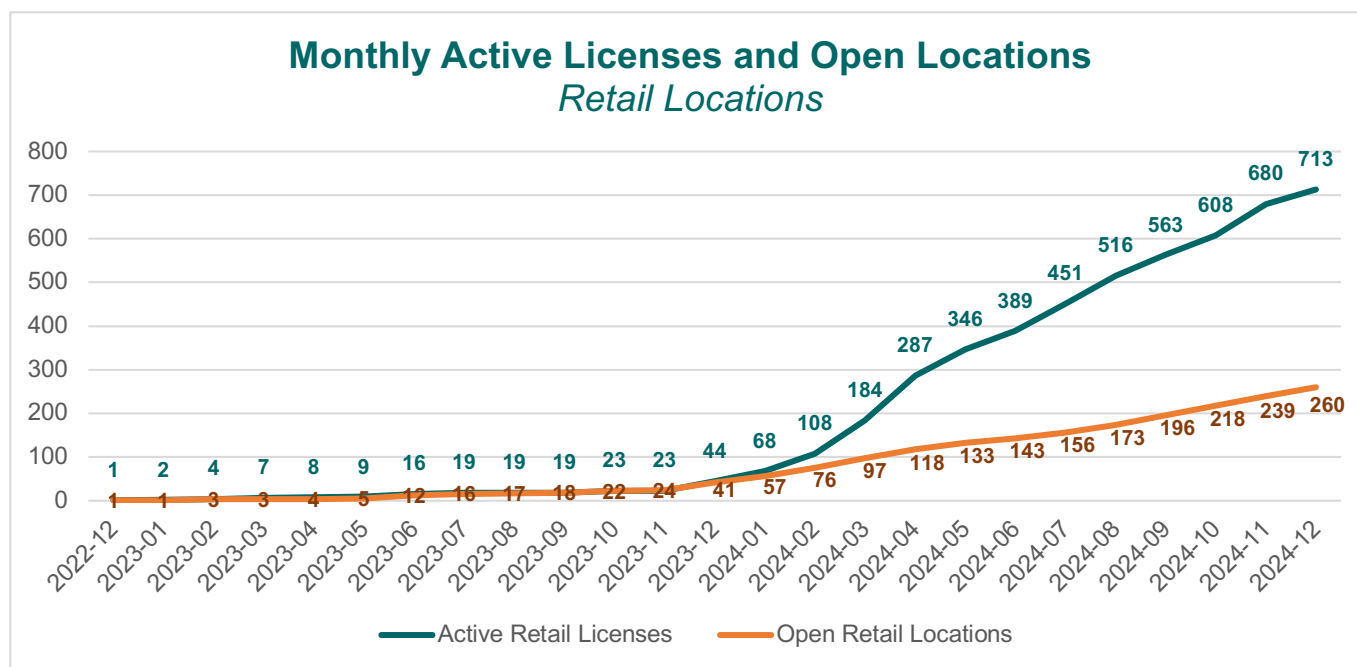 Monthly Active Licenses and Open Locations
Retail Locations
800
700
600
500
400
300
200
100
0
1 2 4 7 8 9 16 19 19 19 23 23 44 68 108 184 287 346 389 451 516 563 608 680 713
1 1 3 3 4 5 12 16 17 18 22 24 41 57 76 97 118 133 143 156 173 196 218 239 260
2022-12 2023-01 2023-02 2023-03 2023-04 2023-05 2023-06 2023-07 2023-08 2023-09 2023-10 2023-11 2023-12 2024-01 2024-02 2024-03 2024-04 2024-05 2024-06 2024-07 2024-08 2024-09 2024-10 2024-11 2024-12
Active Retail Licenses Open Retail Locations